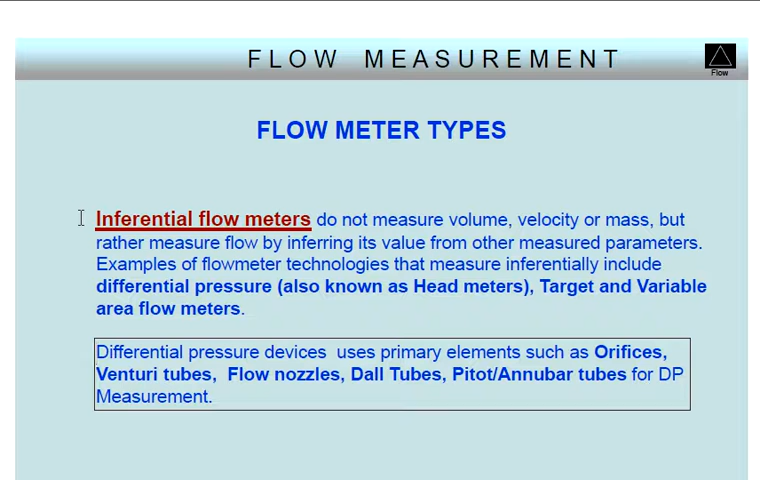 FLOW MEASUREMENT
Flow
FLOW METER TYPES
Inferential flow meters do not measure volume, velocity or mass, but
rather measure flow by inferring its value from other measured parameters.
Examples of flowmeter technologies that measure inferentially include
differential pressure (also known as Head meters), Target and Variable
area flow meters.
Differential pressure devices uses primary elements such as Orifices,
Venturi tubes, Flow nozzles, Dall Tubes, Pitot/Annubar tubes for DP
Measurement.